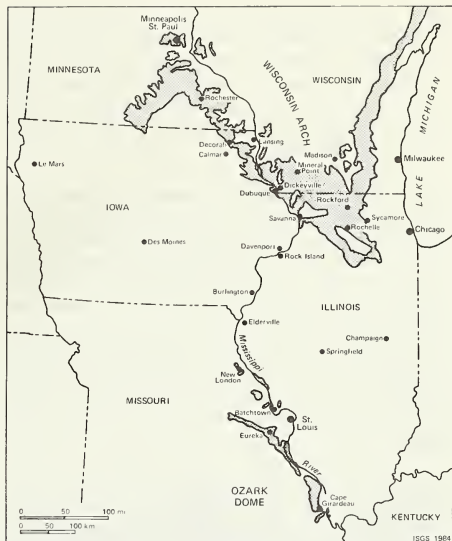 Minneapolis
St. Paul
MINNESOTA
WISCONSIN
WISCONSIN ARCH
LAKE MICHIGAN
Rochester
Decorah
Lansing
Calmar
Le Mars
Madison
Mineral
Point
Milwaukee
Dickeyville
Dubuque
Rockford
IOWA
Savanna
Sycamore
Rochelle
Chicago
Des Moines
Davenport
Rock Island
Burlington
ILLINOIS
Elderville
Champaign
Springfield
Mississippi
New
London
MISSOURI
Batchtown
St.
Louis
Eureka
River
OZARK
DOME
Cape
Girardeau
KENTUCKY
0 50 100 mi
0 50 100 km
ISGS 1984